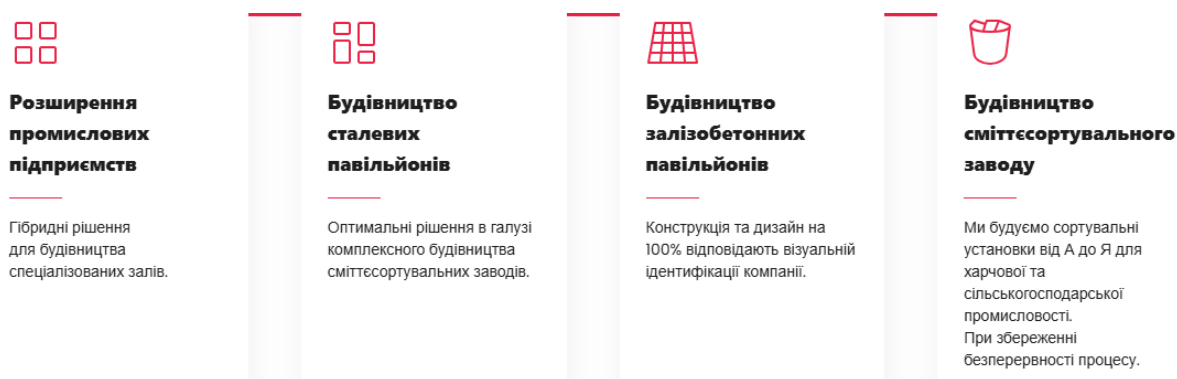 Розширення
промислових
підприємств
Гібридні рішення
для будівництва
спеціалізованих залів.
Будівництво
сталевих
павільйонів
Оптимальні рішення в галузі
комплексного будівництва
сміттєсортувальних заводів.
Будівництво
залізобетонних
павільйонів
Конструкція та дизайн на
100% відповідають візуальній
ідентифікації компанії.
Будівництво
сміттєсортувального
заводу
Ми будуємо сортувальні
установки від А до Я для
харчової та
сільськогосподарської
промисловості.
При збереженні
безперервності процесу.